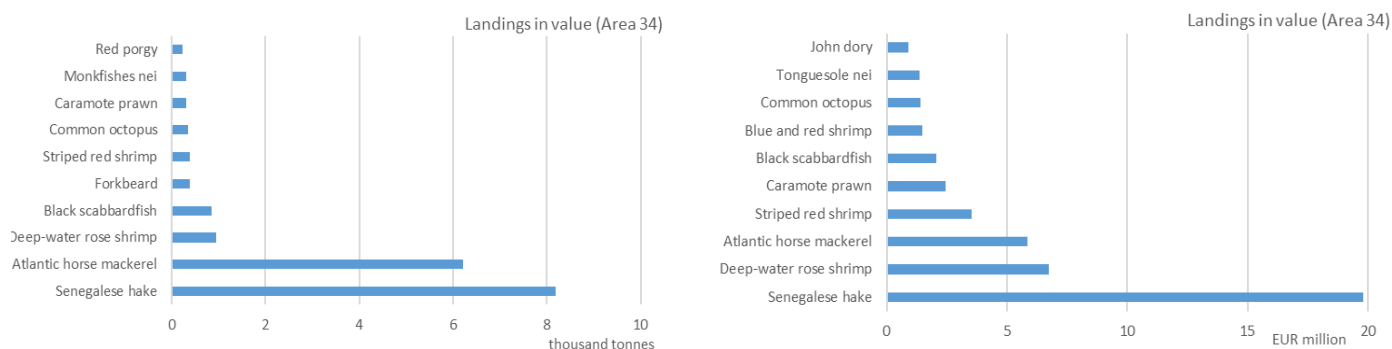 Landings in value (Area 34)
Red porgy
Monkfishes nei
Caramote prawn
Common octopus
Striped red shrimp
Forkbeard
Black scabbardfish
Deep-water rose shrimp
Atlantic horse mackerel
Senegalese hake
0 2 4 6 8 10
thousand tonnes
Landings in value (Area 34)
John dory
Tonguesole nei
Common octopus
Blue and red shrimp
Black scabbardfish
Caramote prawn
Striped red shrimp
Atlantic horse mackerel
Deep-water rose shrimp
Senegalese hake
0 5 10 15 20
EUR million